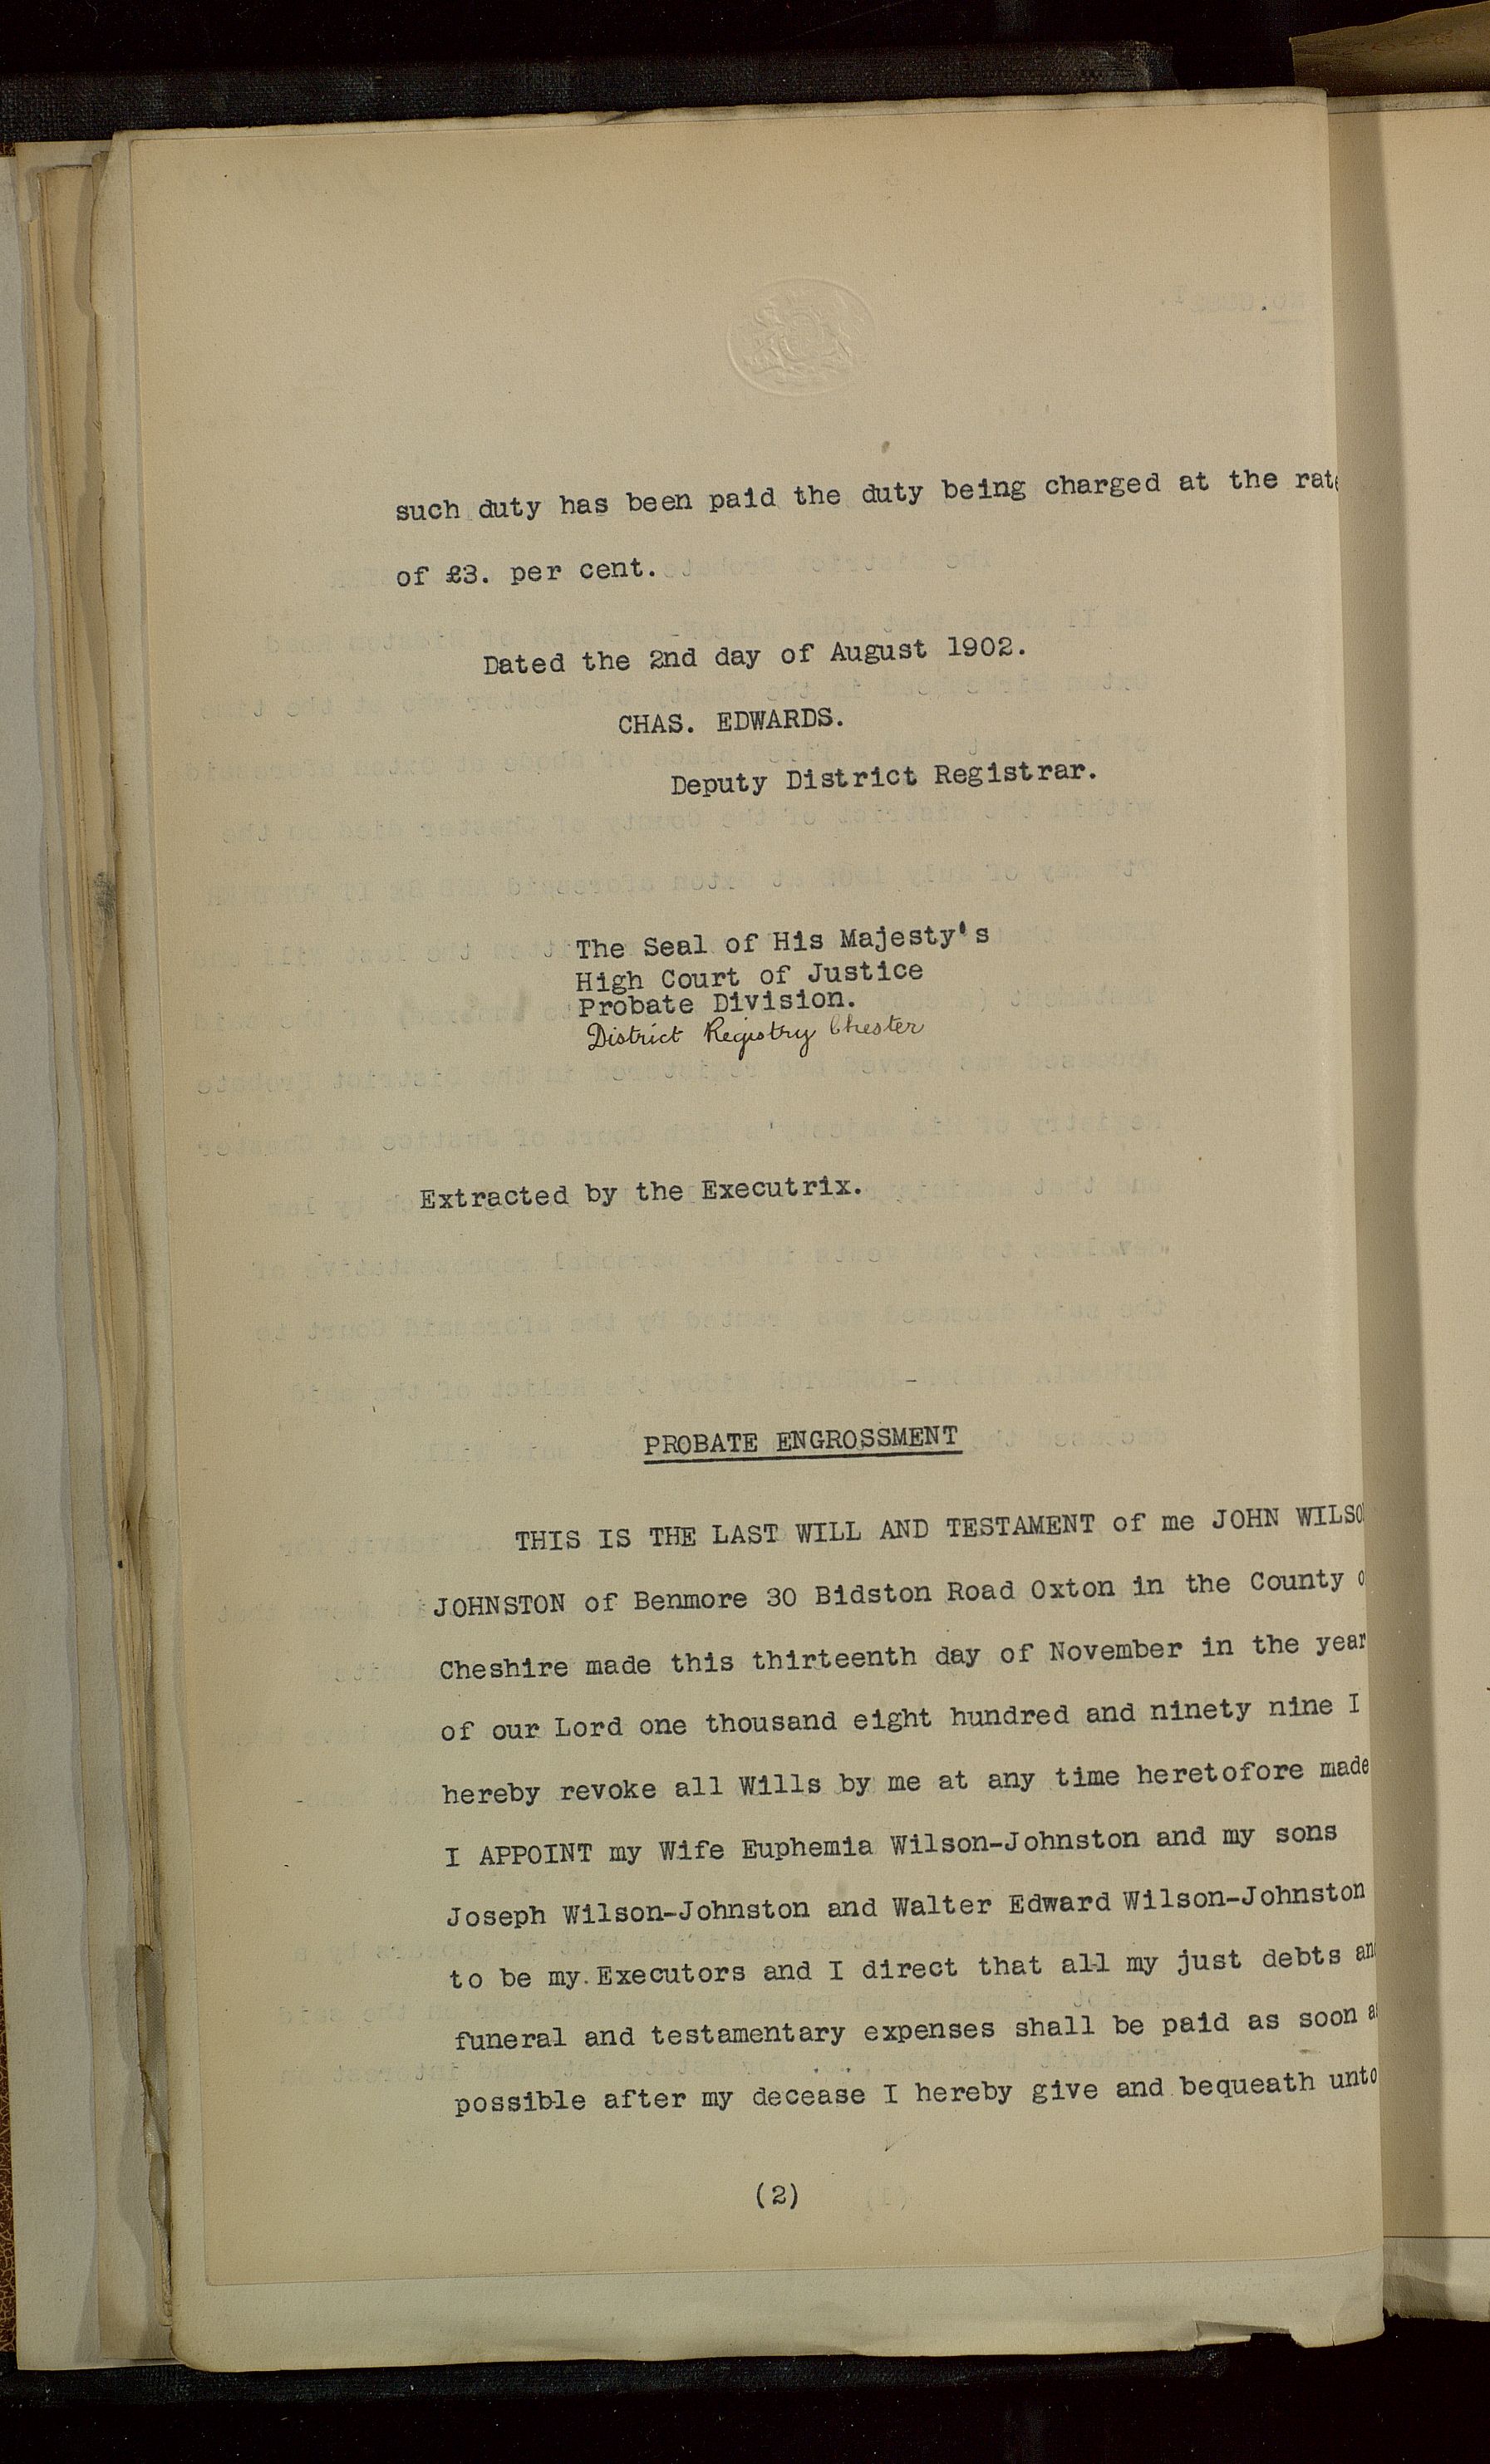 such duty has been paid the duty being charged at the rate
of £3. per cent.
Dated the 2nd day of August 1902.
CHAS. EDWARDS.
Deputy District Registrar.
The Seal of His Majesty's
High Court of Justice
Probate Division.
District Registry Chester
Extracted by the Executrix.
PROBATE ENGROSSMENT
THIS IS THE LAST WILL AND TESTAMENT of me JOHN WILSO
JOHNSTON of Benmore 30 Bidston Road Oxton in the County o
Cheshire made this thirteenth day of November in the year
of our Lord one thousand eight hundred and ninety nine I
hereby revoke all Wills by me at any time heretofore made
I APPOINT my Wife Euphemia Wilson-Johnston and my sons
Joseph Wilson-Johnston and Walter Edward Wilson-Johnston
to be my Executors and I direct that all my just debts an
funeral and testamentary expenses shall be paid as soon a
possible after my decease I hereby give and bequeath unto
(2)